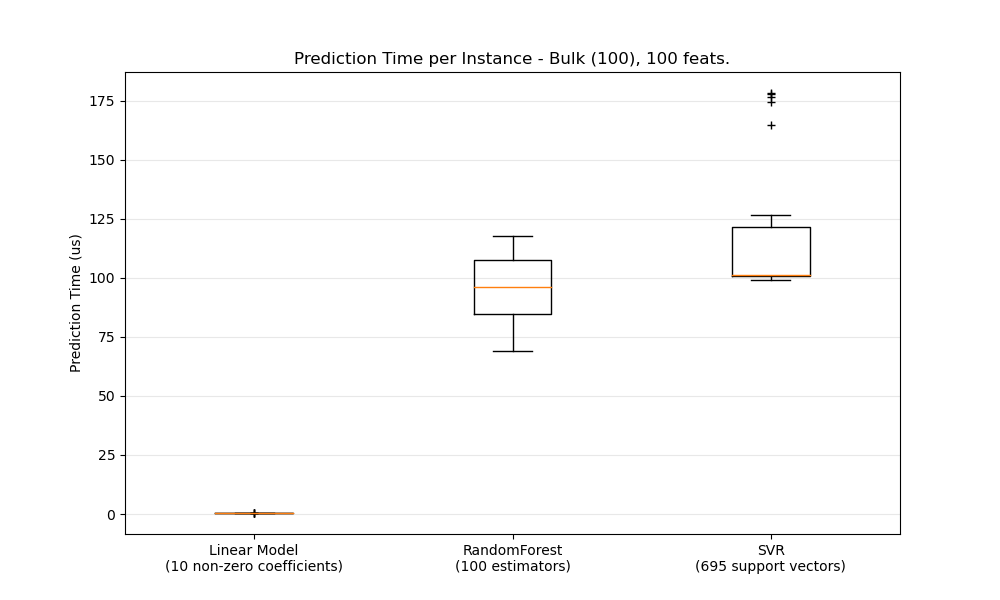 Prediction Time per Instance - Bulk (100), 100 feats.
175
150
125
100
75
50
25
0
Prediction Time (us)
Linear Model
(10 non-zero coefficients)
RandomForest
(100 estimators)
SVR
(695 support vectors)